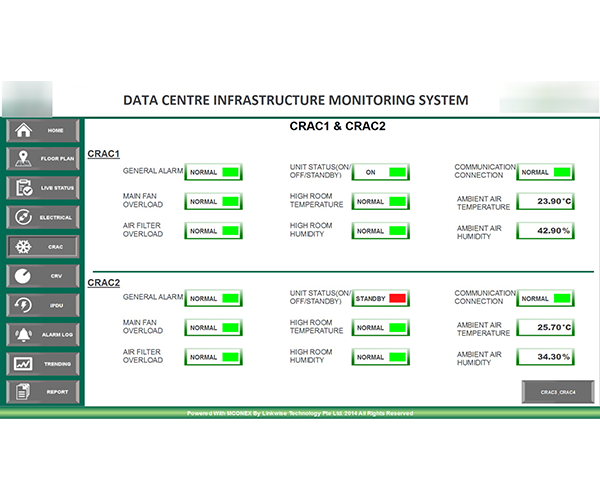 DATA CENTRE INFRASTRUCTURE MONITORING SYSTEM
CRAC1 & CRAC2
HOME
FLOOR PLAN
LIVE STATUS
ELECTRICAL
CRAC
CRV
IPDU
ALARM LOG
TRENDING
REPORT
CRAC1
GENERAL ALARM NORMAL
UNIT STATUS(ON/
OFF/STANDBY) ON
COMMUNICATION
CONNECTION NORMAL
MAIN FAN
OVERLOAD NORMAL
HIGH ROOM
TEMPERATURE NORMAL
AMBIENT AIR
TEMPERATURE 23.90°C
AIR FILTER
OVERLOAD NORMAL
HIGH ROOM
HUMIDITY NORMAL
AMBIENT AIR
HUMIDITY 42.90%
CRAC2
GENERAL ALARM NORMAL
UNIT STATUS(ON/
OFF/STANDBY) STANDBY
COMMUNICATION
CONNECTION NORMAL
MAIN FAN
OVERLOAD NORMAL
HIGH ROOM
TEMPERATURE NORMAL
AMBIENT AIR
TEMPERATURE 25.70°C
AIR FILTER
OVERLOAD NORMAL
HIGH ROOM
HUMIDITY NORMAL
AMBIENT AIR
HUMIDITY 34.30%
CRAC3_CRAC4
Powered With MCONEX By Linkwise Technology Pte Ltd. 2014 All Rights Reserved